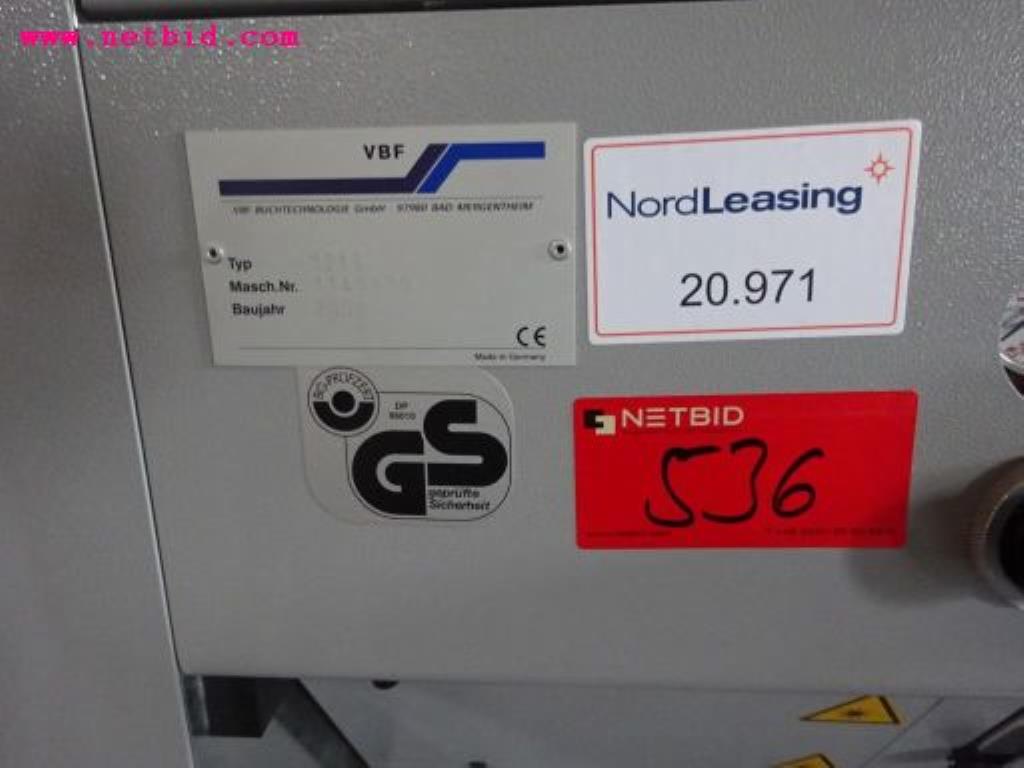 www.netbid.com
VBF
VBF BUCHTECHNOLOGIE GmbH 97980 BAD MERGENTHEIM
Typ
Masch.Nr.
Baujahr
CE
Made in Germany
NordLeasing
20.971
BG-PRÜFZERT
DP
GS
geprüfte
Sicherheit
NETBID
536